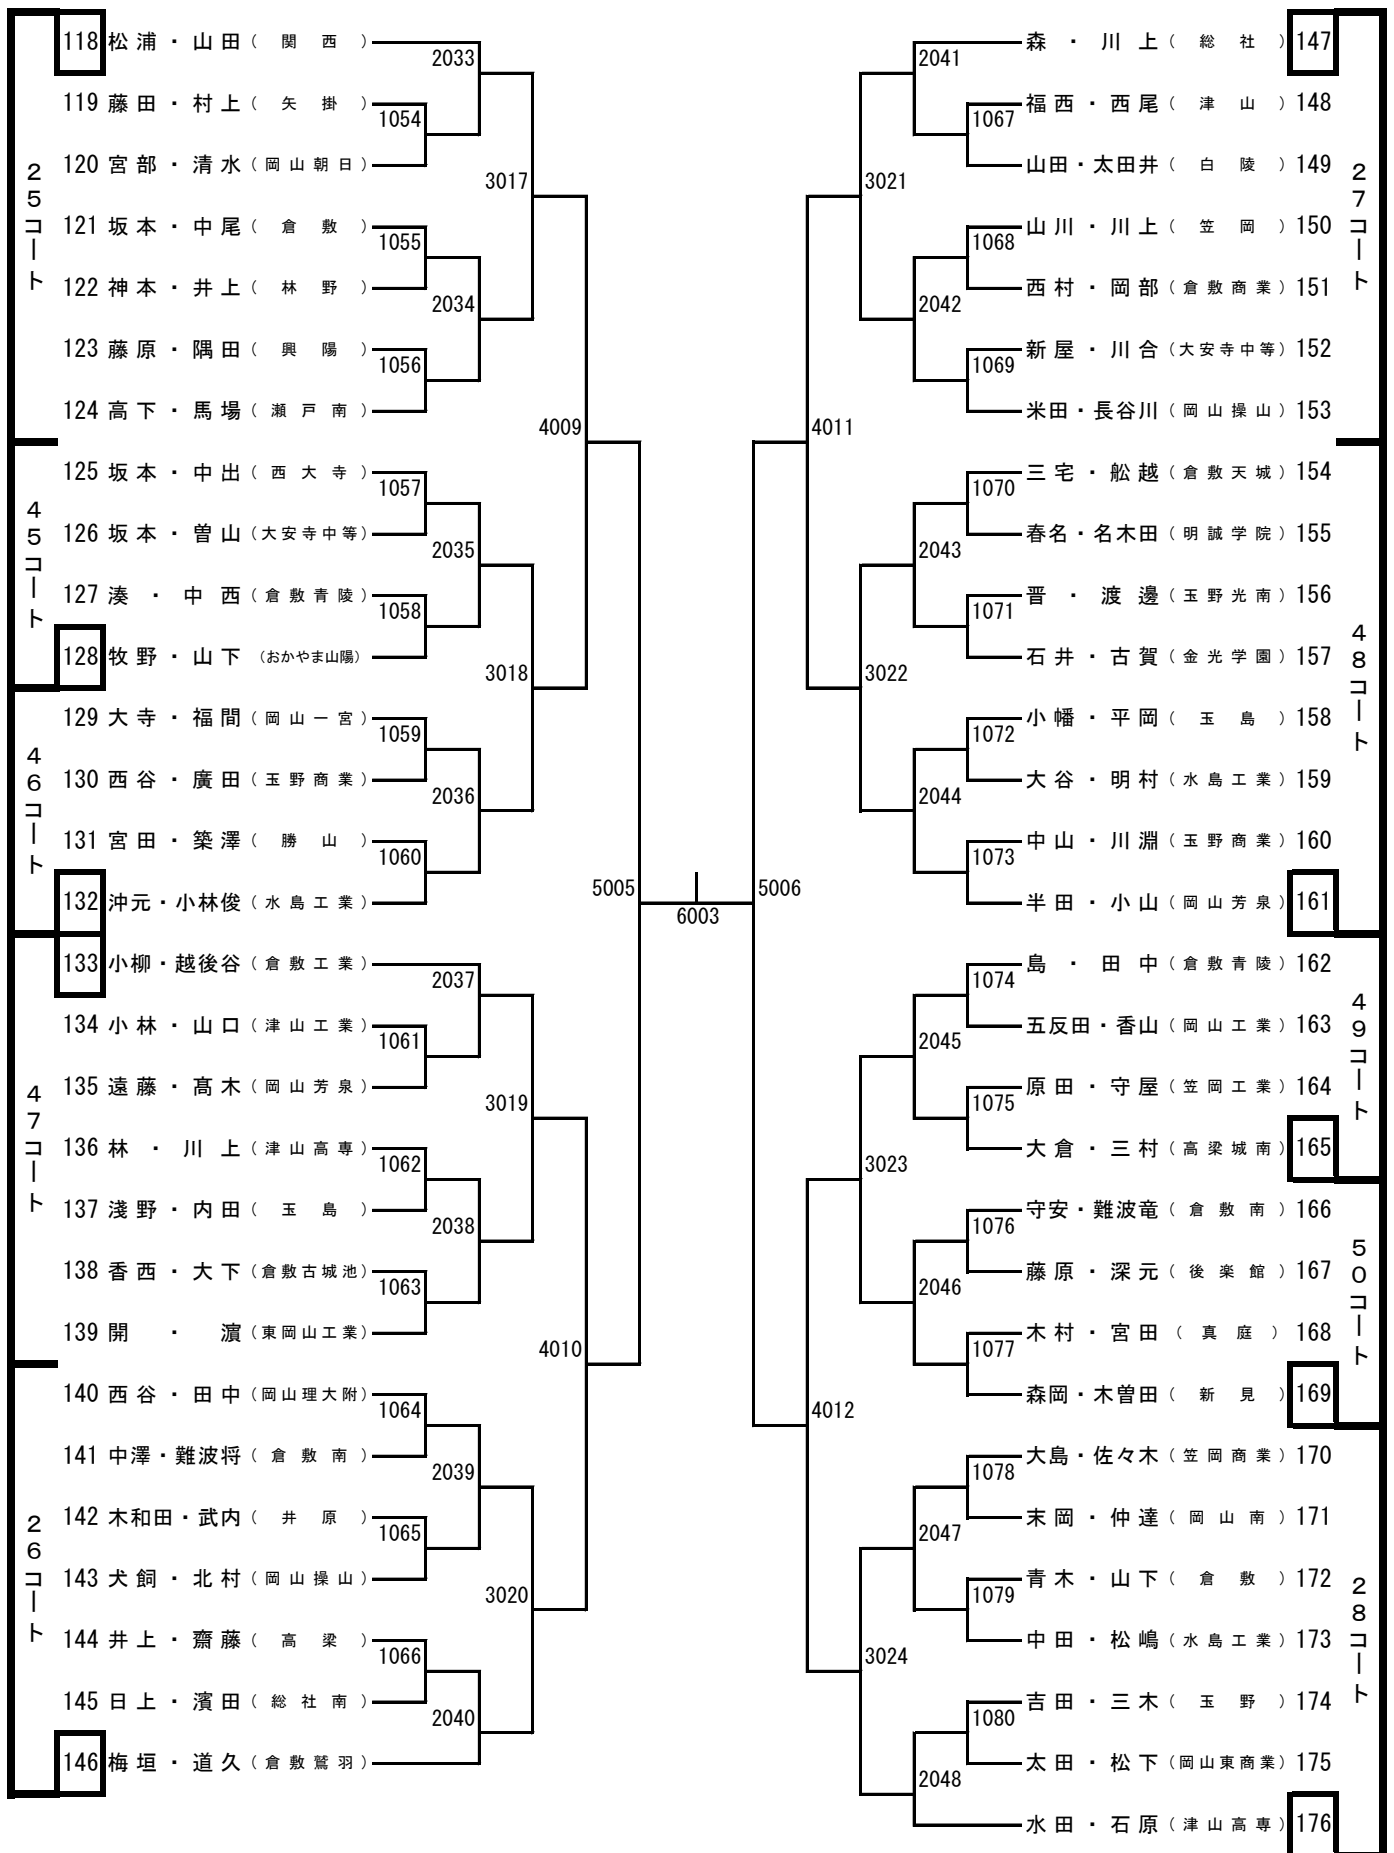 25コート
118 松浦・山田（関西）
119 藤田・村上（矢掛）
120 宮部・清水（岡山朝日）
121 坂本・中尾（倉敷）
122 神本・井上（林野）
123 藤原・隅田（興陽）
124 高下・馬場（瀬戸南）
45コート
125 坂本・中出（西大寺）
126 坂本・曽山（大安寺中等）
127 湊・中西（倉敷青陵）
128 牧野・山下（おかやま山陽）
46コート
129 大寺・福間（岡山一宮）
130 西谷・廣田（玉野商業）
131 宮田・築澤（勝山）
132 沖元・小林俊（水島工業）
47コート
133 小柳・越後谷（倉敷工業）
134 小林・山口（津山工業）
135 遠藤・髙木（岡山芳泉）
136 林・川上（津山高専）
137 淺野・内田（玉島）
138 香西・大下（倉敷古城池）
139 開・濵（東岡山工業）
26コート
140 西谷・田中（岡山理大附）
141 中澤・難波将（倉敷南）
142 木和田・武内（井原）
143 犬飼・北村（岡山操山）
144 井上・齋藤（高梁）
145 日上・濱田（総社南）
146 梅垣・道久（倉敷鷲羽）
1054
1055
1056
1057
1058
1059
1060
1061
1062
1063
1064
1065
1066
2033
2034
2035
2036
2037
2038
2039
2040
3017
3018
3019
3020
4009
4010
5005
6003
5006
4011
4012
3021
3022
3023
3024
2041
2042
2043
2044
2045
2046
2047
2048
1067
1068
1069
1070
1071
1072
1073
1074
1075
1076
1077
1078
1079
1080
森・川上（総社）147
福西・西尾（津山）148
山田・太田井（白陵）149
山川・川上（笠岡）150
西村・岡部（倉敷商業）151
新屋・川合（大安寺中等）152
米田・長谷川（岡山操山）153
27コート
三宅・舩越（倉敷天城）154
春名・名木田（明誠学院）155
晋・渡邊（玉野光南）156
石井・古賀（金光学園）157
小幡・平岡（玉島）158
大谷・明村（水島工業）159
中山・川淵（玉野商業）160
半田・小山（岡山芳泉）161
48コート
島・田中（倉敷青陵）162
五反田・香山（岡山工業）163
原田・守屋（笠岡工業）164
大倉・三村（高梁城南）165
49コート
守安・難波竜（倉敷南）166
藤原・深元（後楽館）167
木村・宮田（真庭）168
森岡・木曽田（新見）169
50コート
大島・佐々木（笠岡商業）170
末岡・仲達（岡山南）171
青木・山下（倉敷）172
中田・松嶋（水島工業）173
吉田・三木（玉野）174
太田・松下（岡山東商業）175
水田・石原（津山高専）176
28コート